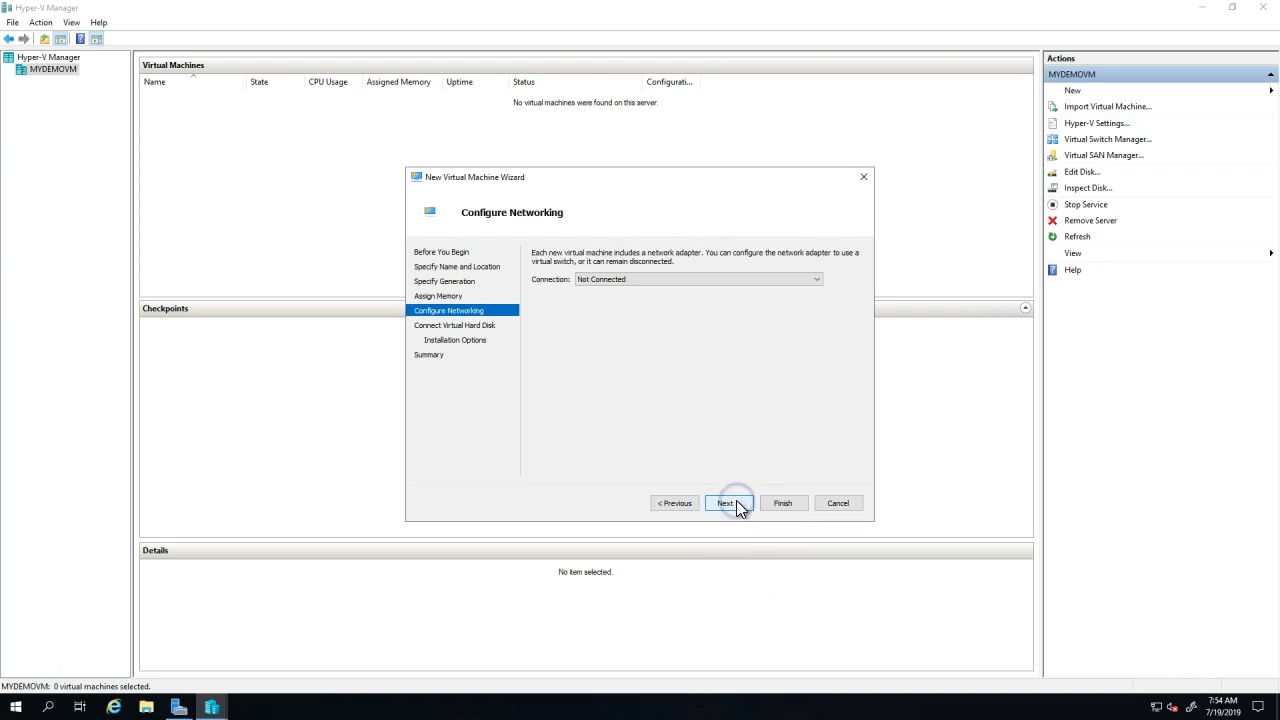 Hyper-V Manager
File Action View Help
Hyper-V Manager
MYDEMOVM
Virtual Machines
Name State CPU Usage Assigned Memory Uptime Status Configurati...
No virtual machines were found on this server.
New Virtual Machine Wizard
Configure Networking
Before You Begin
Specify Name and Location
Specify Generation
Assign Memory
Configure Networking
Connect Virtual Hard Disk
Installation Options
Summary
Each new virtual machine includes a network adapter. You can configure the network adapter to use a
virtual switch, or it can remain disconnected.
Connection: Not Connected
< Previous Next Finish Cancel
Checkpoints
Details
No item selected.
Actions
MYDEMOVM
New
Import Virtual Machine...
Hyper-V Settings...
Virtual Switch Manager...
Virtual SAN Manager...
Edit Disk...
Inspect Disk...
Stop Service
Remove Server
Refresh
View
Help
MYDEMOVM: 0 virtual machines selected.
7:54 AM
7/19/2019